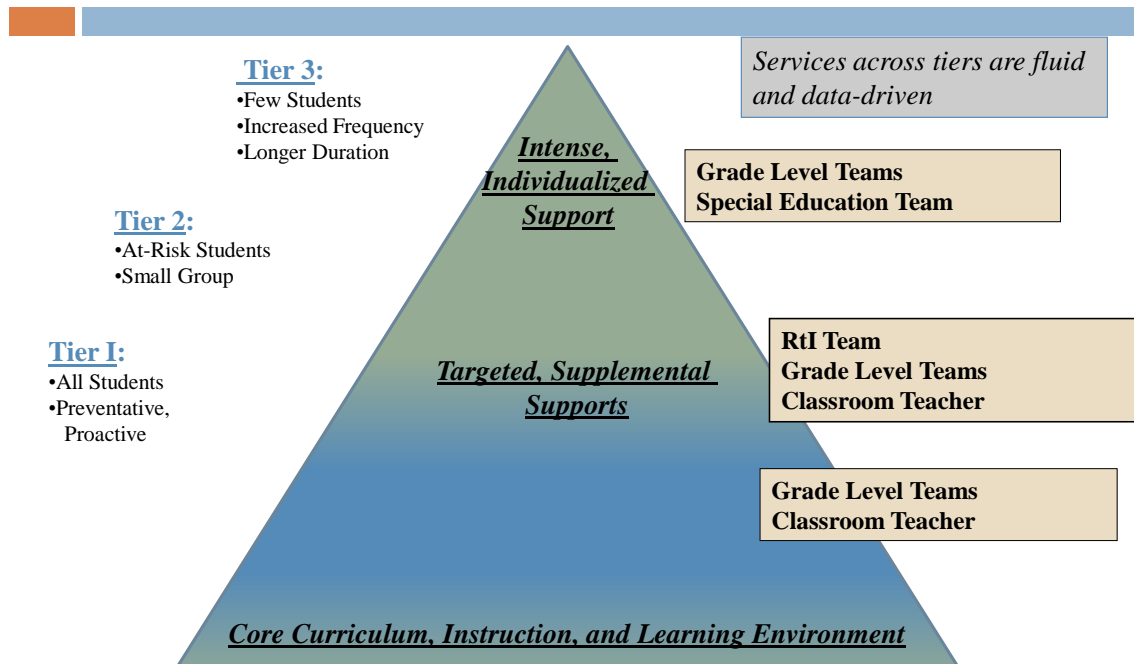 Tier 3:
•Few Students
•Increased Frequency
•Longer Duration
Services across tiers are fluid
and data-driven
Intense,
Individualized
Support
Grade Level Teams
Special Education Team
Tier 2:
•At-Risk Students
•Small Group
Tier I:
•All Students
•Preventative,
Proactive
Targeted, Supplemental
Supports
RtI Team
Grade Level Teams
Classroom Teacher
Grade Level Teams
Classroom Teacher
Core Curriculum, Instruction, and Learning Environment